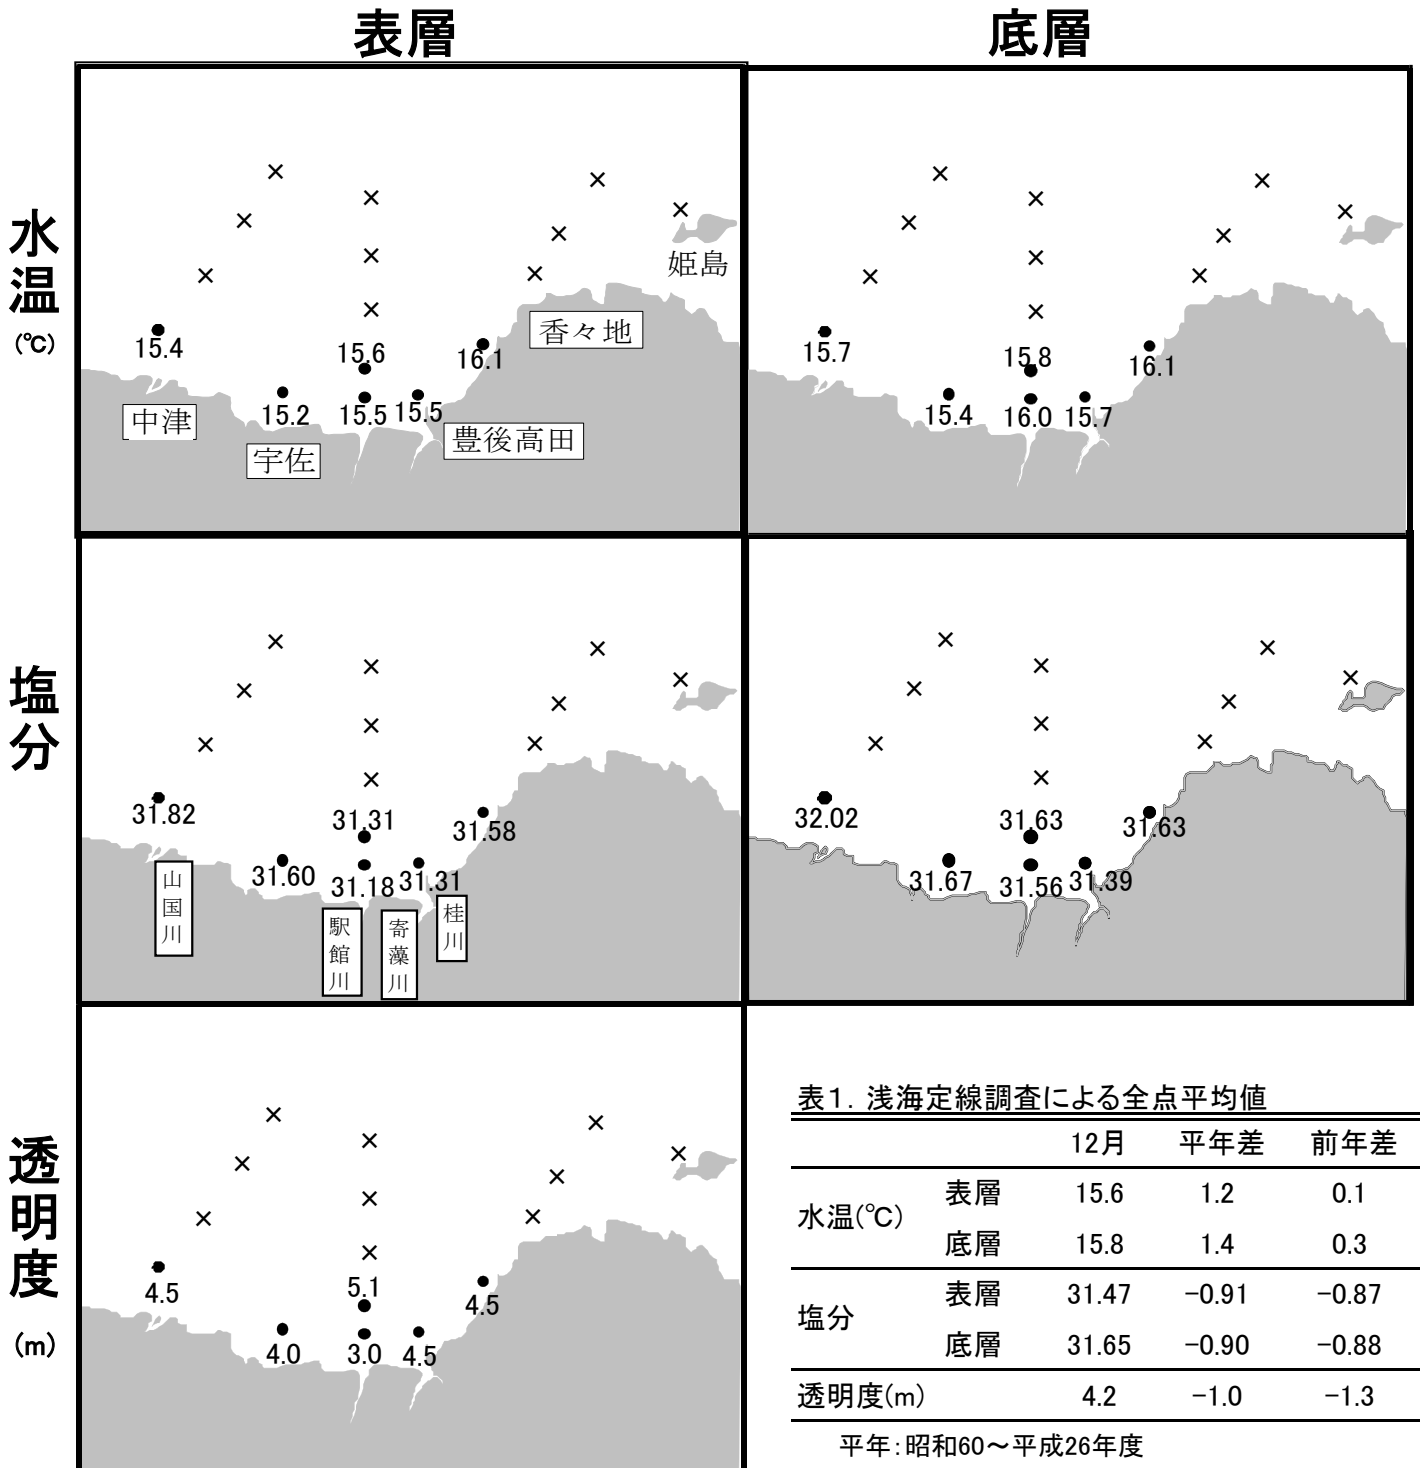 表層
底層
水温
(℃)
姫島
香々地
15.4
15.6
16.1
15.2
15.5
15.5
中津
宇佐
豊後高田
15.7
15.8
16.1
15.4
16.0
15.7
塩分
31.82
31.31
31.58
31.60
31.18
31.31
山国川
駅館川
寄藻川
桂川
32.02
31.63
31.63
31.67
31.56
31.39
透明度
(m)
4.5
5.1
4.5
4.0
3.0
4.5
表1. 浅海定線調査による全点平均値
12月 平年差 前年差
水温(℃) 表層 15.6 1.2 0.1
底層 15.8 1.4 0.3
塩分 表層 31.47 -0.91 -0.87
底層 31.65 -0.90 -0.88
透明度(m) 4.2 -1.0 -1.3
平年:昭和60～平成26年度